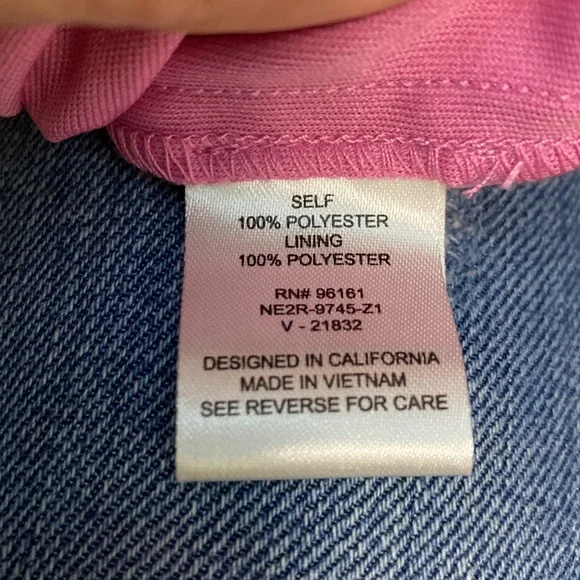 SELF
100% POLYESTER
LINING
100% POLYESTER
RN# 96161
NE2R-9745-Z1
V - 21832
DESIGNED IN CALIFORNIA
MADE IN VIETNAM
SEE REVERSE FOR CARE